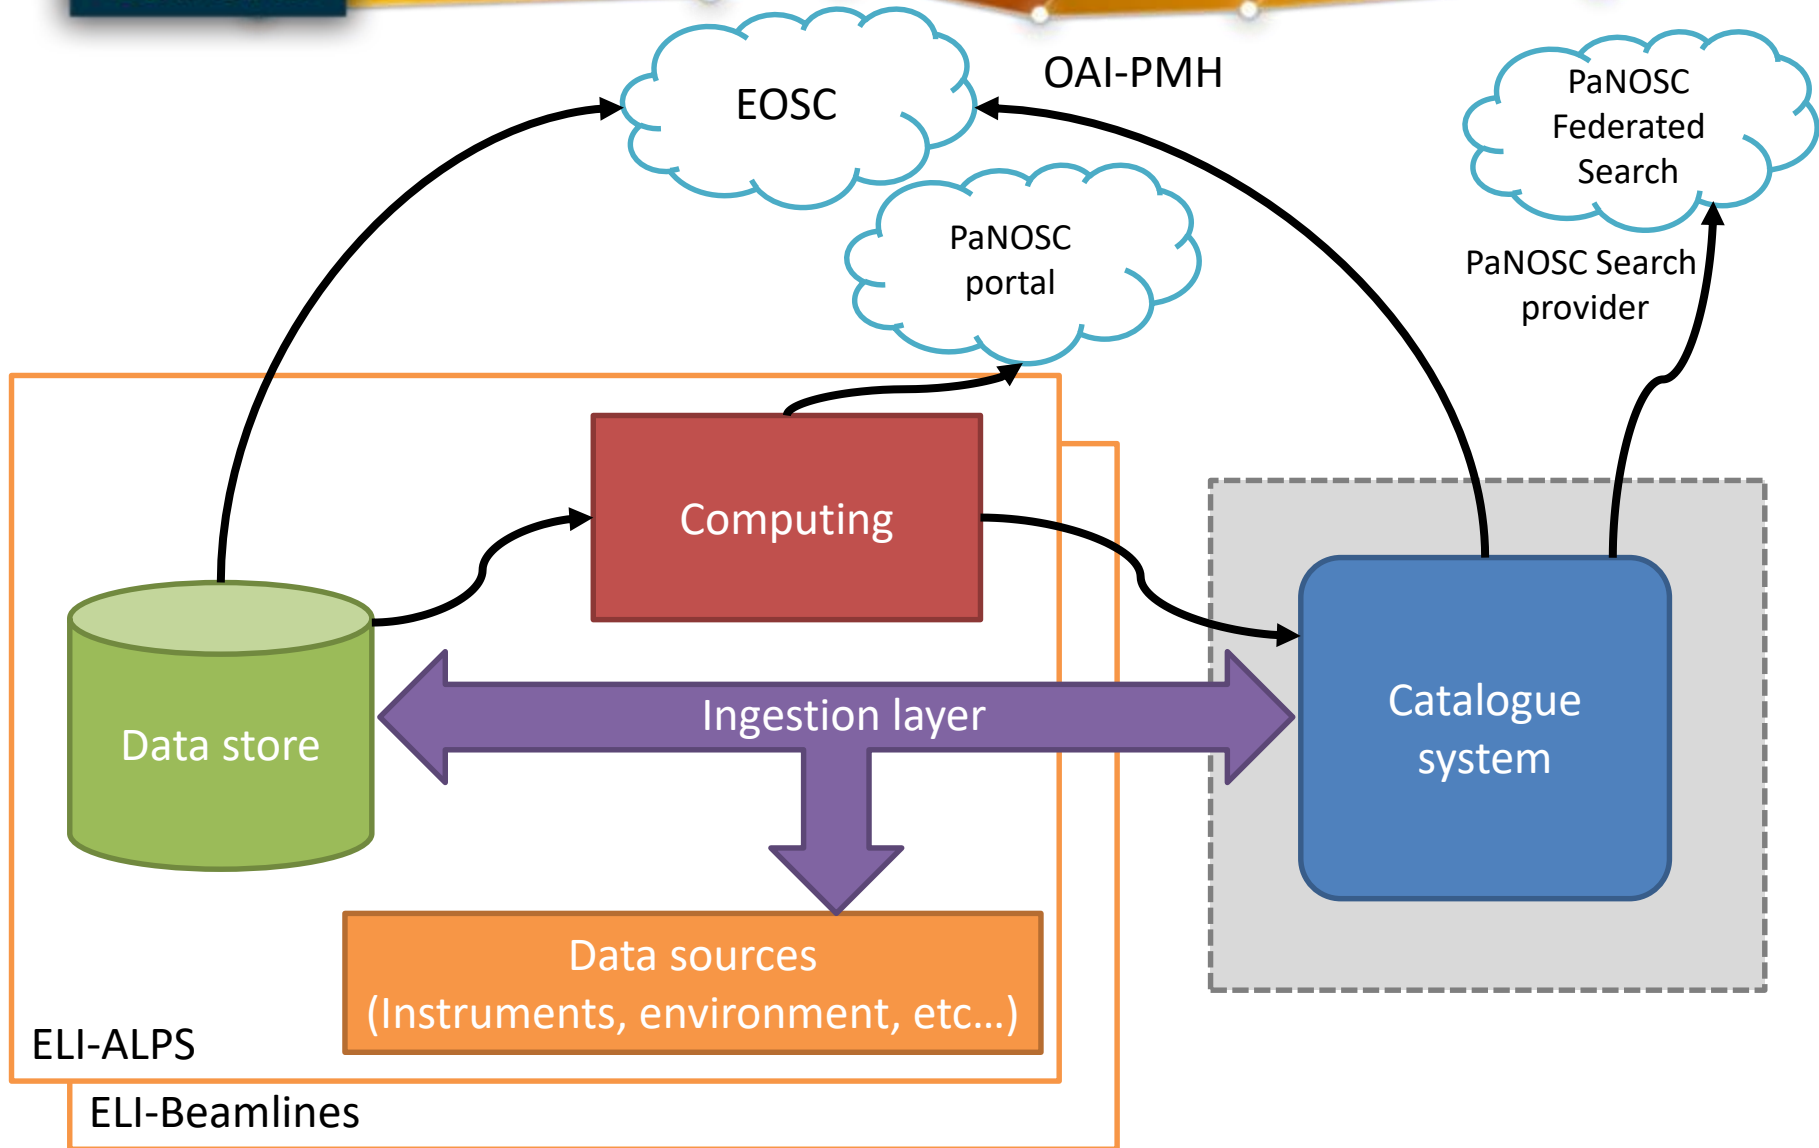 EOSC
OAI-PMH
PaNOSC
Federated
Search
PaNOSC
portal
PaNOSC Search
provider
Computing
Ingestion layer
Data store
Catalogue
system
Data sources
(Instruments, environment, etc…)
ELI-ALPS
ELI-Beamlines